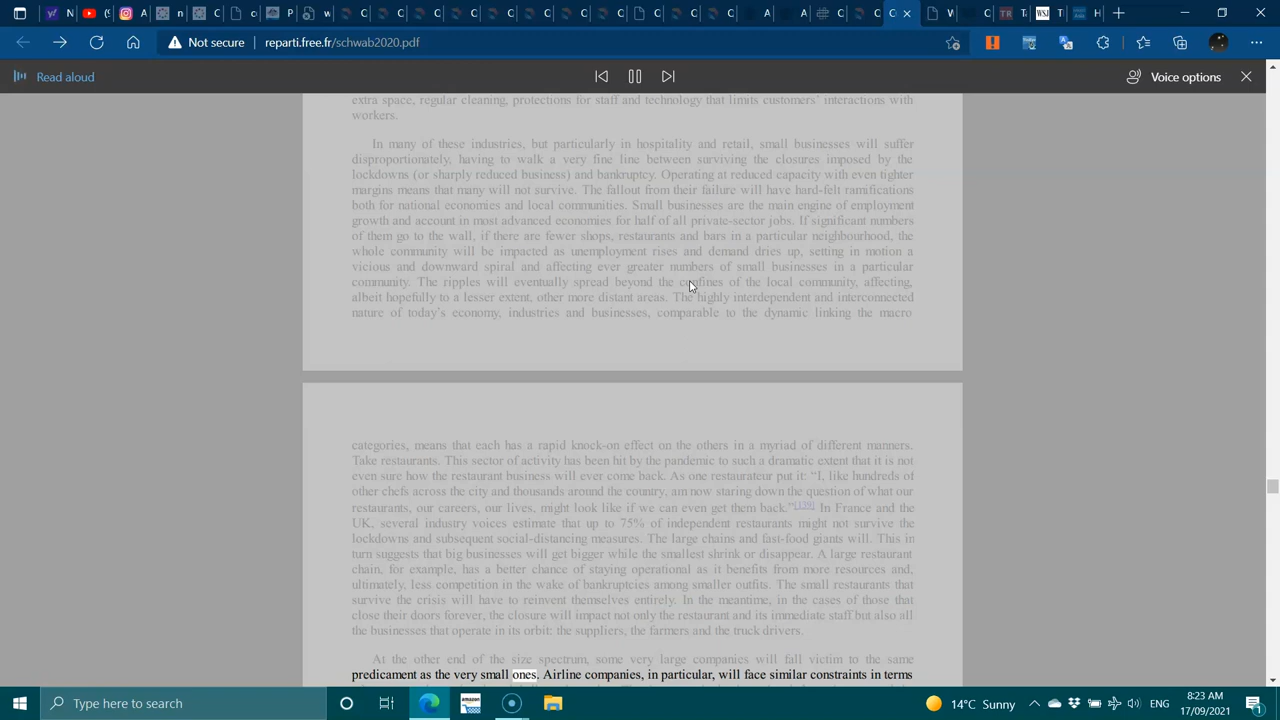 Not secure
reparti.free.fr/schwab2020.pdf
Read aloud
Voice options
extra space, regular cleaning, protections for staff and technology that limits customers' interactions with
workers.
In many of these industries, but particularly in hospitality and retail, small businesses will suffer
disproportionately, having to walk a very fine line between surviving the closures imposed by the
lockdowns (or sharply reduced business) and bankruptcy. Operating at reduced capacity with even tighter
margins means that many will not survive. The fallout from their failure will have hard-felt ramifications
both for national economies and local communities. Small businesses are the main engine of employment
growth and account in most advanced economies for half of all private-sector jobs. If significant numbers
of them go to the wall, if there are fewer shops, restaurants and bars in a particular neighbourhood, the
whole community will be impacted as unemployment rises and demand dries up, setting in motion a
vicious and downward spiral and affecting ever greater numbers of small businesses in a particular
community. The ripples will eventually spread beyond the confines of the local community, affecting,
albeit hopefully to a lesser extent, other more distant areas. The highly interdependent and interconnected
nature of today's economy, industries and businesses, comparable to the dynamic linking the macro
categories, means that each has a rapid knock-on effect on the others in a myriad of different manners.
Take restaurants. This sector of activity has been hit by the pandemic to such a dramatic extent that it is not
even sure how the restaurant business will ever come back. As one restaurateur put it: “I, like hundreds of
other chefs across the city and thousands around the country, am now staring down the question of what our
restaurants, our careers, our lives, might look like if we can even get them back.”[139] In France and the
UK, several industry voices estimate that up to 75% of independent restaurants might not survive the
lockdowns and subsequent social-distancing measures. The large chains and fast-food giants will. This in
turn suggests that big businesses will get bigger while the smallest shrink or disappear. A large restaurant
chain, for example, has a better chance of staying operational as it benefits from more resources and,
ultimately, less competition in the wake of bankruptcies among smaller outfits. The small restaurants that
survive the crisis will have to reinvent themselves entirely. In the meantime, in the cases of those that
close their doors forever, the closure will impact not only the restaurant and its immediate staff but also all
the businesses that operate in its orbit: the suppliers, the farmers and the truck drivers.
At the other end of the size spectrum, some very large companies will fall victim to the same
predicament as the very small ones. Airline companies, in particular, will face similar constraints in terms
Type here to search
14°C Sunny
ENG
8:23 AM
17/09/2021